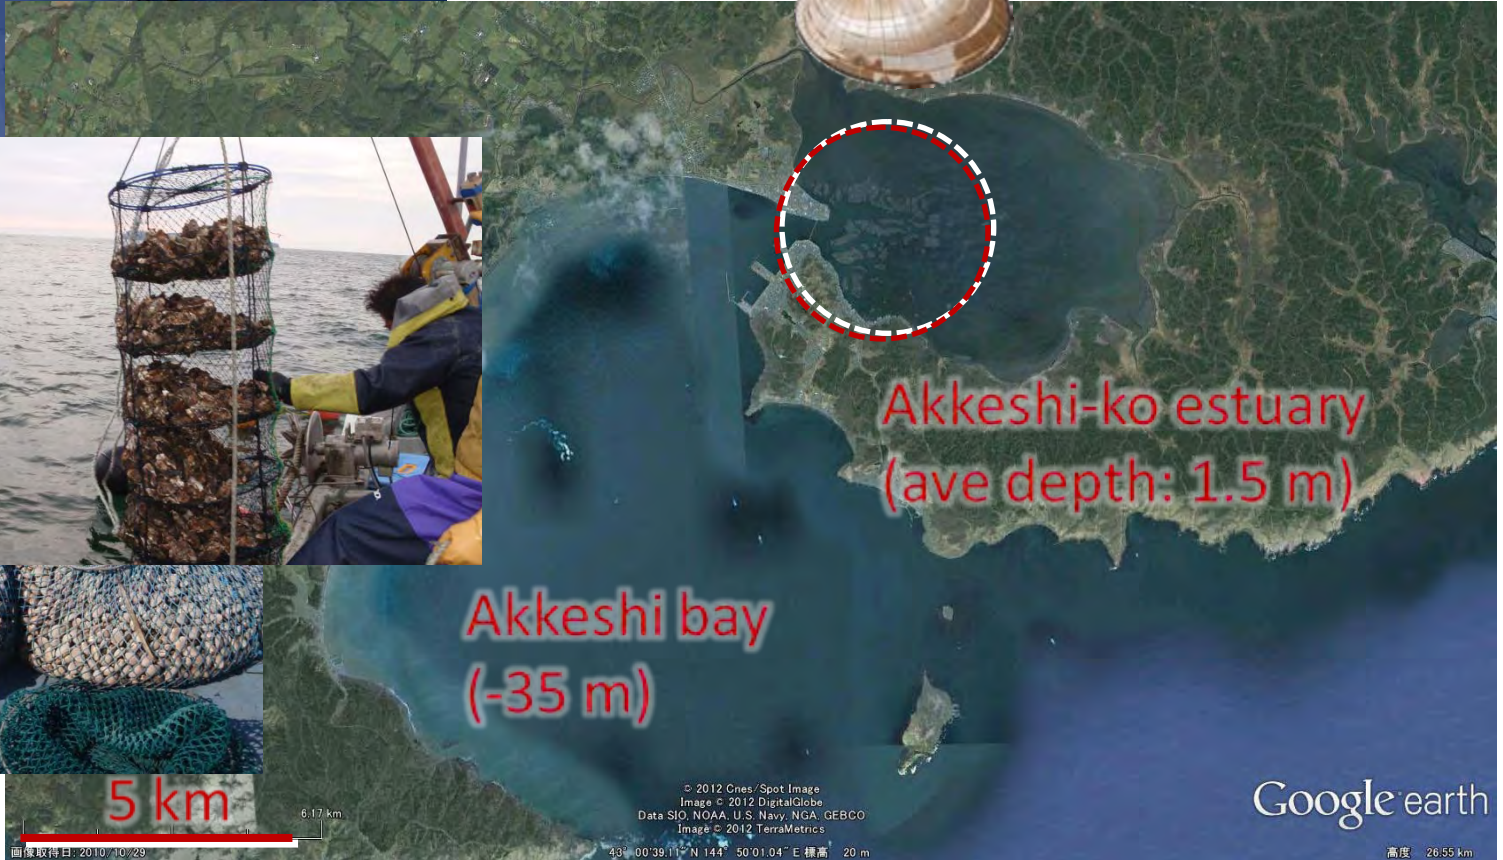 Akkeshi-ko estuary
(ave depth: 1.5 m)
Akkeshi bay
(-35 m)
5 km
6.17 km
© 2012 Cnes/Spot Image
Image © 2012 DigitalGlobe
Data SIO, NOAA, U.S. Navy, NGA, GEBCO
Image © 2012 TerraMetrics
Google earth
画像取得日: 2010/10/29
43° 00'39.11" N 144° 50'01.04" E 標高 20 m
高度 26.55 km